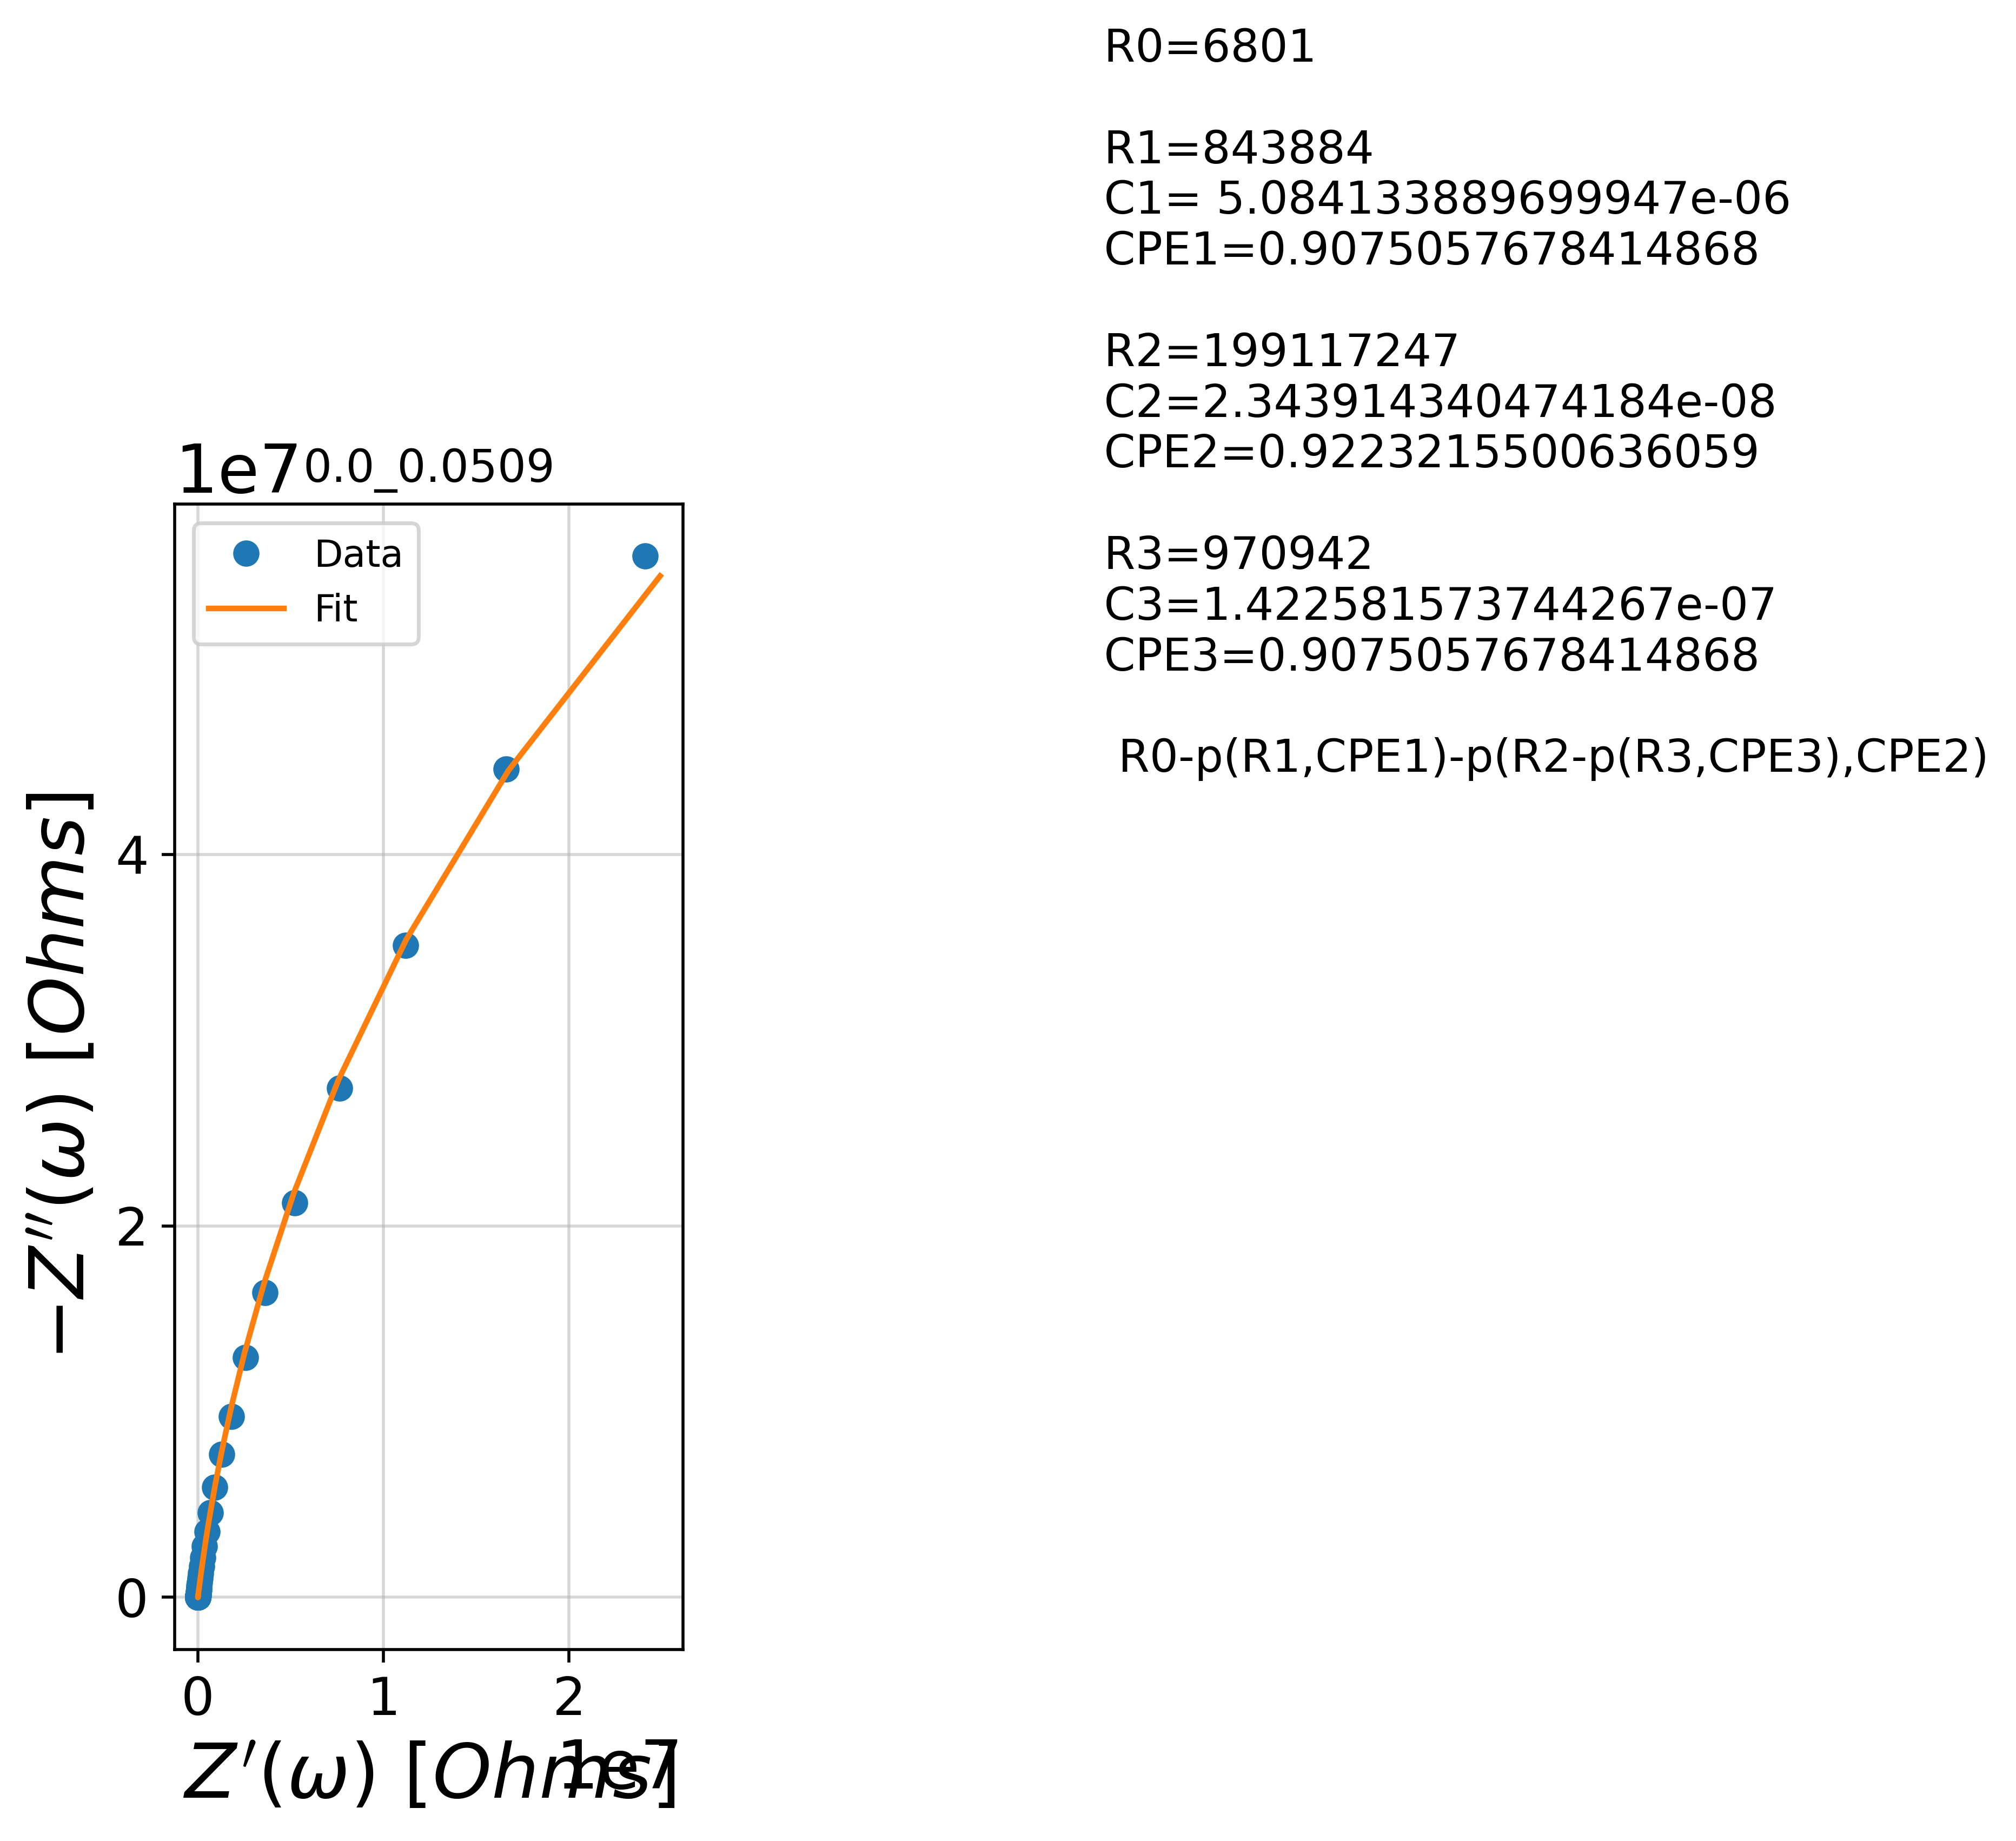 R0=6801
R1=843884
C1= 5.084133889699947e-06
CPE1=0.9075057678414868
R2=199117247
C2=2.343914340474184e-08
CPE2=0.9223215500636059
R3=970942
C3=1.4225815737744267e-07
CPE3=0.9075057678414868
R0-p(R1,CPE1)-p(R2-p(R3,CPE3),CPE2)
1e7
0.0_0.0509
Data
Fit
4
2
0
−Z′′(ω) [Ohms]
0 1 2
Z′(ω) [Ohms]
1e7